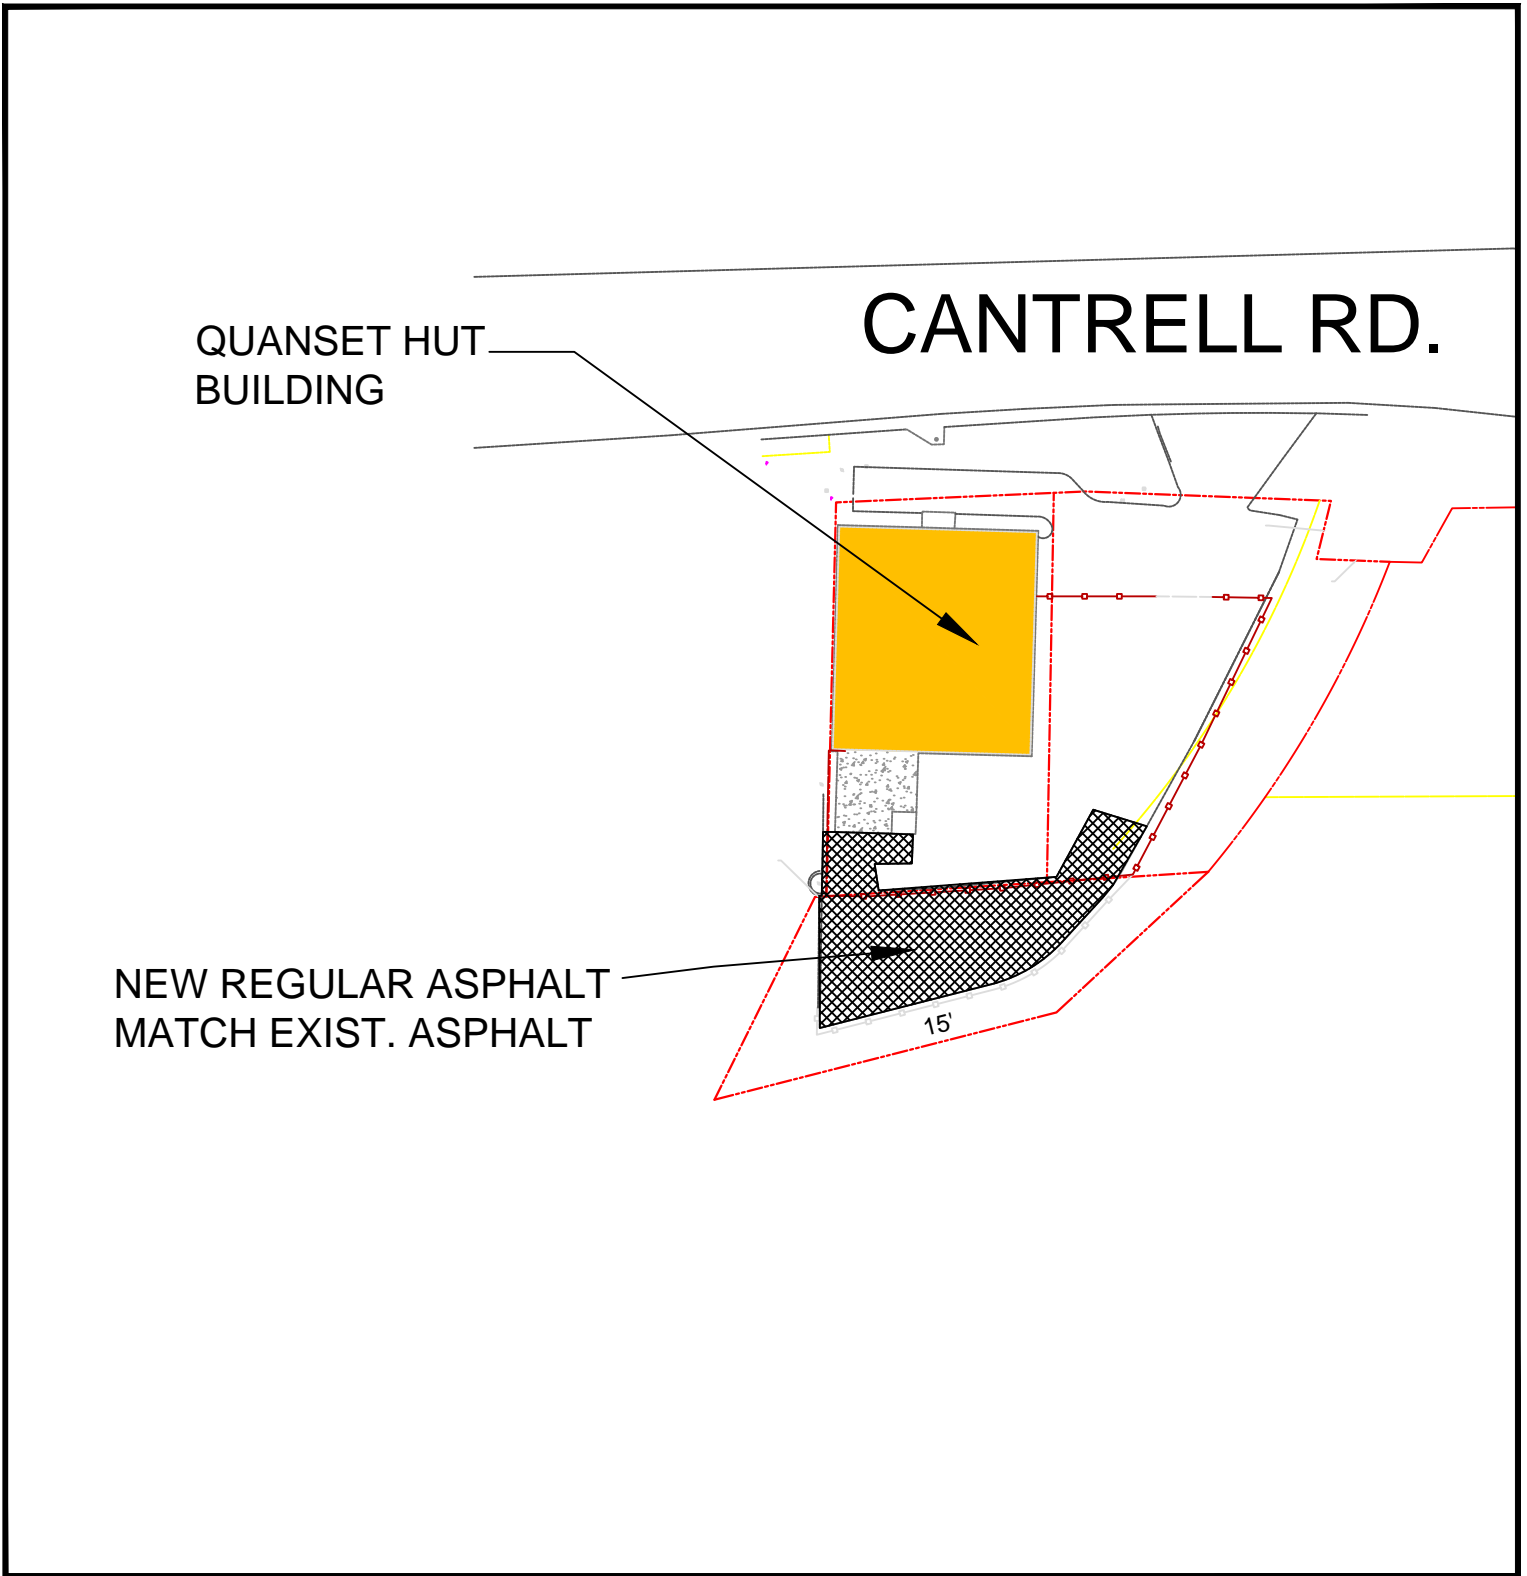 CANTRELL RD.
QUANSET HUT
BUILDING
NEW REGULAR ASPHALT
MATCH EXIST. ASPHALT
15'